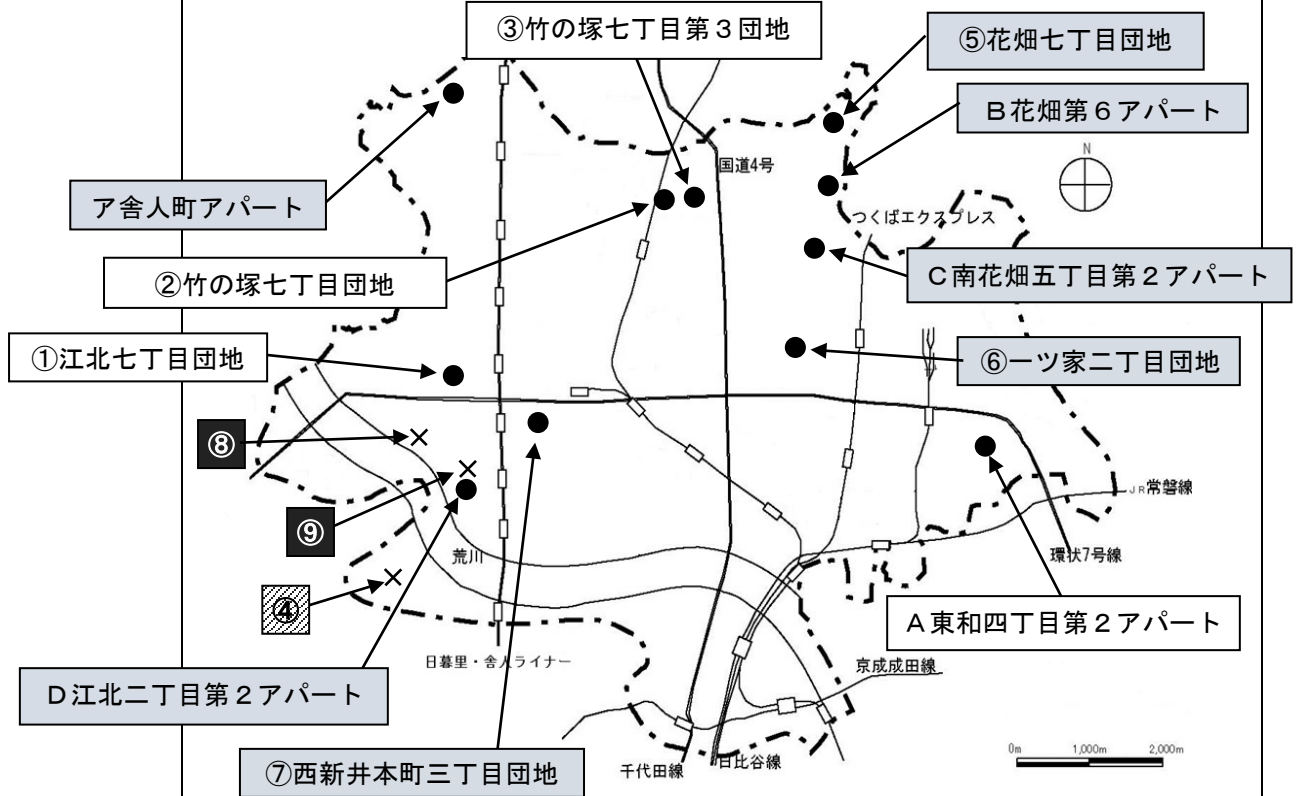 ③竹の塚七丁目第３団地
⑤花畑七丁目団地
Ｂ花畑第６アパート
国道4号
N
ア舎人町アパート
つくばエクスプレス
②竹の塚七丁目団地
Ｃ南花畑五丁目第２アパート
①江北七丁目団地
⑥一ツ家二丁目団地
⑧
⑨
JR常磐線
荒川
環状7号線
④
Ａ東和四丁目第２アパート
日暮里・舎人ライナー
京成成田線
Ｄ江北二丁目第２アパート
0m 1,000m 2,000m
⑦西新井本町三丁目団地
千代田線
日比谷線